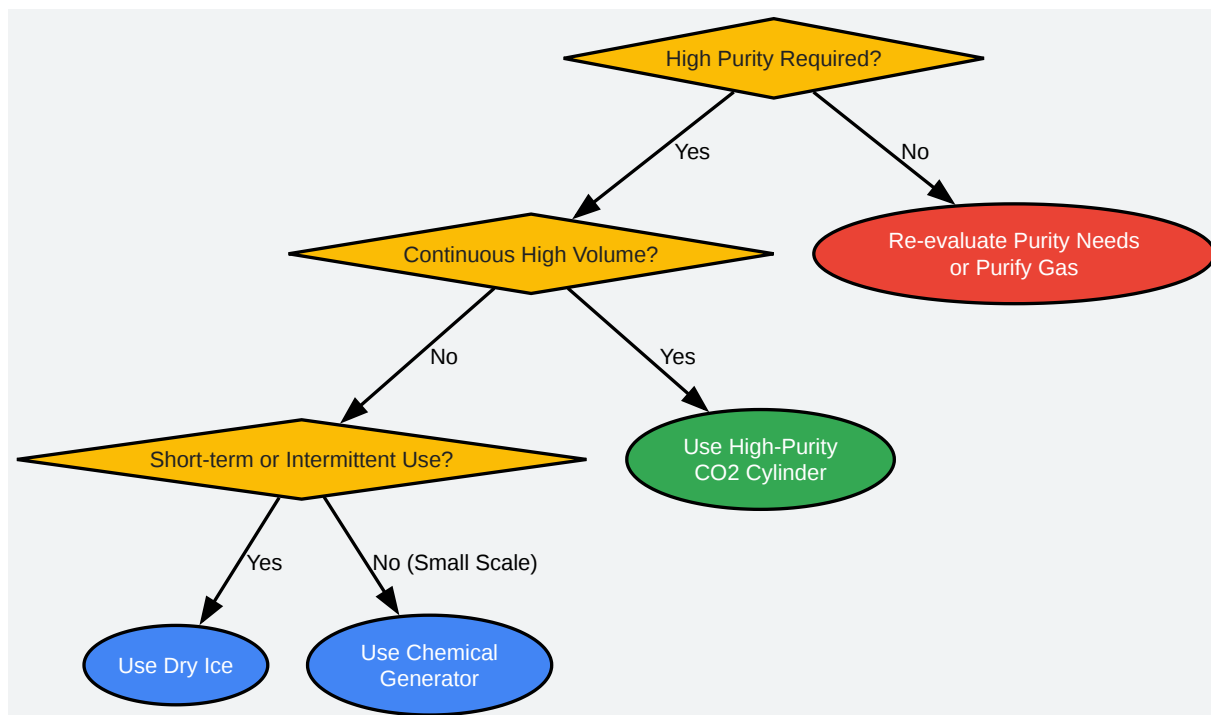 High Purity Required?
Yes
No
Continuous High Volume?
Re-evaluate Purity Needs
or Purify Gas
No
Yes
Short-term or Intermittent Use?
Use High-Purity
CO2 Cylinder
Yes
No (Small Scale)
Use Dry Ice
Use Chemical
Generator